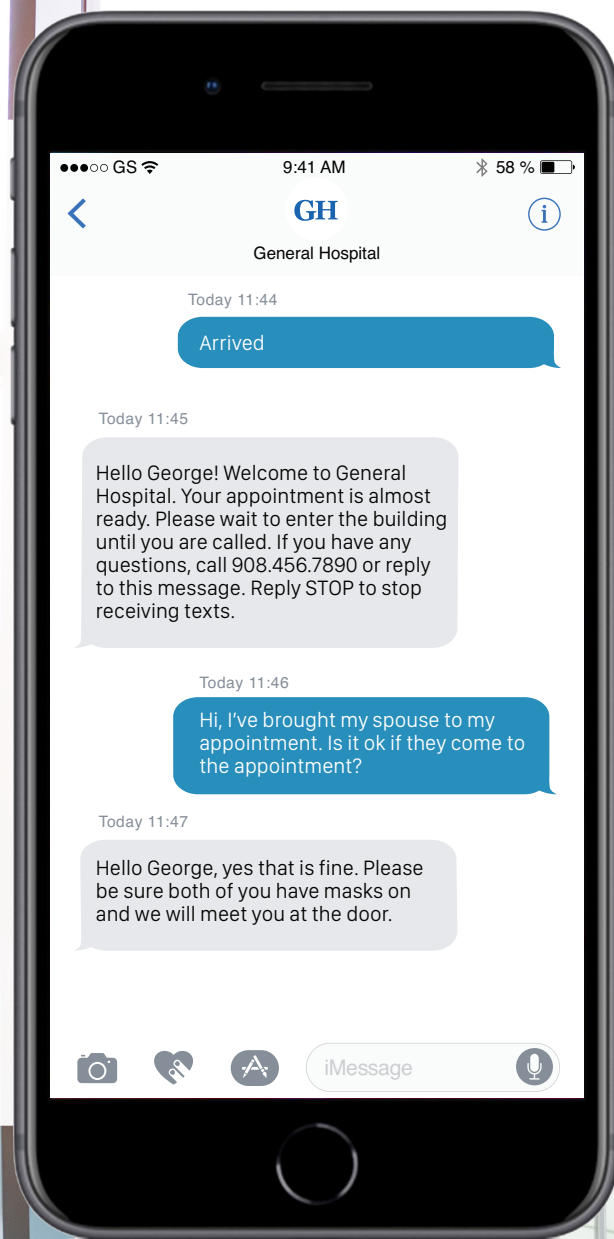 GS
9:41 AM
58 %
GH
General Hospital
Today 11:44
Arrived
Today 11:45
Hello George! Welcome to General
Hospital. Your appointment is almost
ready. Please wait to enter the building
until you are called. If you have any
questions, call 908.456.7890 or reply
to this message. Reply STOP to stop
receiving texts.
Today 11:46
Hi, I’ve brought my spouse to my
appointment. Is it ok if they come to
the appointment?
Today 11:47
Hello George, yes that is fine. Please
be sure both of you have masks on
and we will meet you at the door.
iMessage